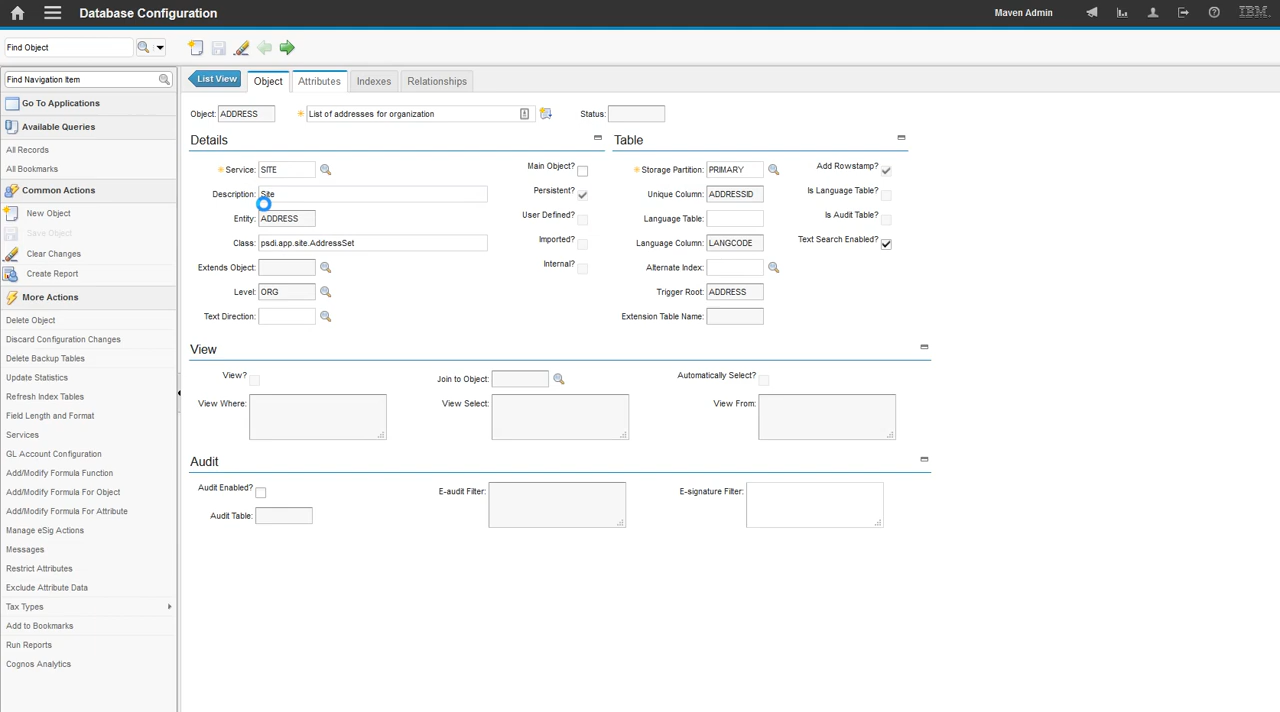 Database Configuration
Maven Admin
IBM
Find Object
Find Navigation Item
Go To Applications
Available Queries
All Records
All Bookmarks
Common Actions
New Object
Save Object
Clear Changes
Create Report
More Actions
Delete Object
Discard Configuration Changes
Delete Backup Tables
Update Statistics
Refresh Index Tables
Field Length and Format
Services
GL Account Configuration
Add/Modify Formula Function
Add/Modify Formula For Object
Add/Modify Formula For Attribute
Manage eSig Actions
Messages
Restrict Attributes
Exclude Attribute Data
Tax Types
Add to Bookmarks
Run Reports
Cognos Analytics
List View Object Attributes Indexes Relationships
Object: ADDRESS List of addresses for organization Status:
Details
Service: SITE
Description: Site
Entity: ADDRESS
Class: psdi.app.site.AddressSet
Extends Object:
Level: ORG
Text Direction:
Main Object?
Persistent?
User Defined?
Imported?
Internal?
Table
Storage Partition: PRIMARY
Unique Column: ADDRESSID
Language Table:
Language Column: LANGCODE
Alternate Index:
Trigger Root: ADDRESS
Extension Table Name:
Add Rowstamp?
Is Language Table?
Is Audit Table?
Text Search Enabled?
View
View? Join to Object: Automatically Select?
View Where: View Select: View From:
Audit
Audit Enabled? E-audit Filter: E-signature Filter:
Audit Table: